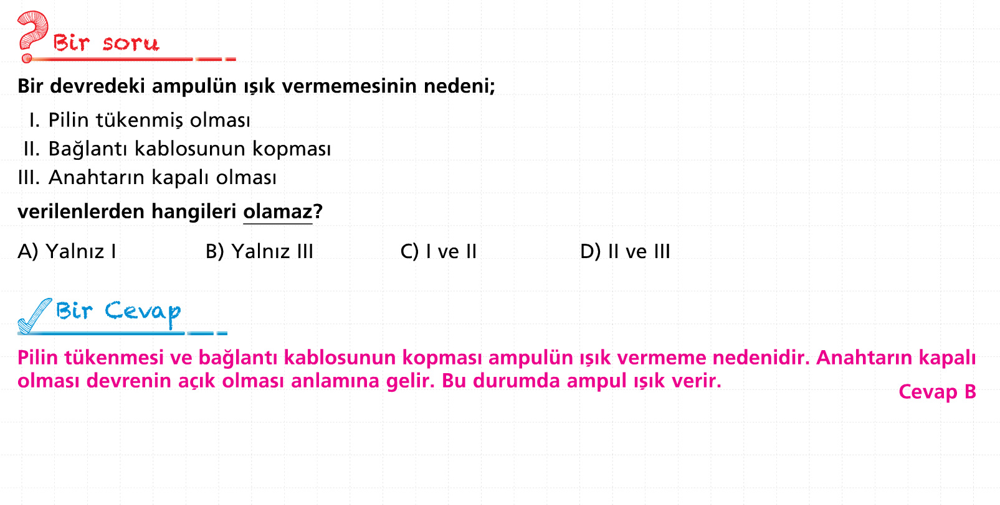 Bir soru
Bir devredeki ampulün ışık vermemesinin nedeni;
I. Pilin tükenmiş olması
II. Bağlantı kablosunun kopması
III. Anahtarın kapalı olması
verilenlerden hangileri olamaz?
A) Yalnız I B) Yalnız III C) I ve II D) II ve III
Bir Cevap
Pilin tükenmesi ve bağlantı kablosunun kopması ampulün ışık vermeme nedenidir. Anahtarın kapalı
olması devrenin açık olması anlamına gelir. Bu durumda ampul ışık verir.
Cevap B